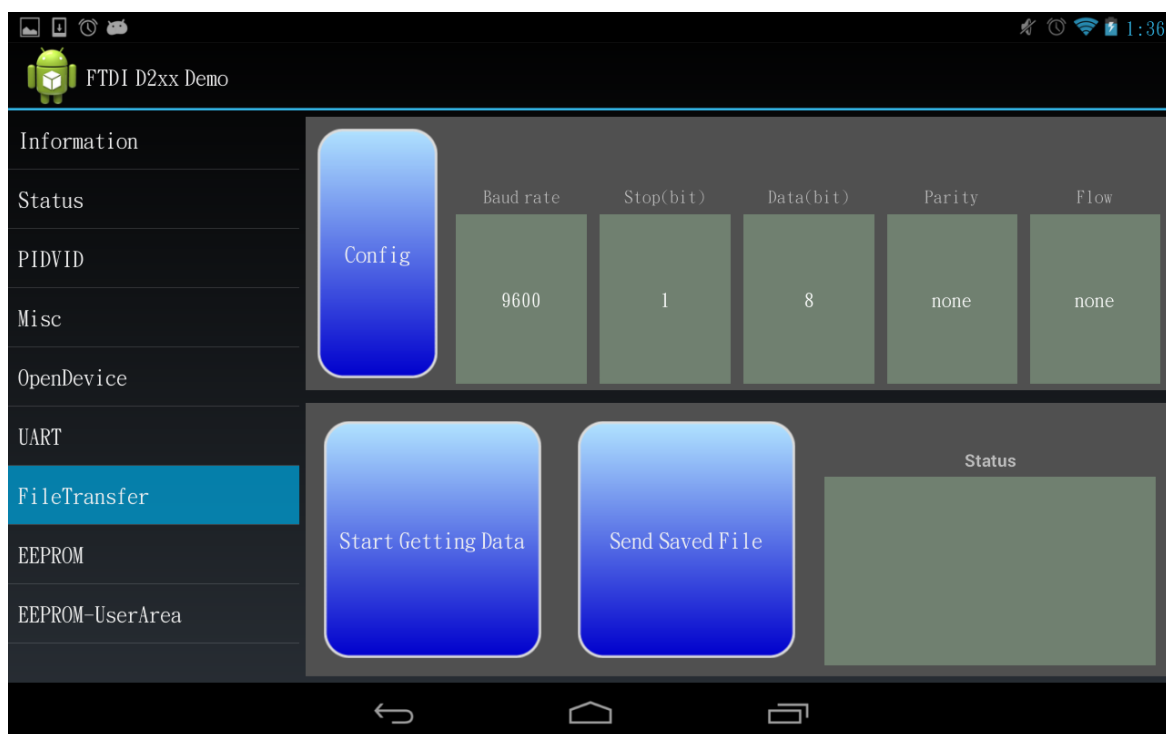 1:36
FTDI D2xx Demo
Information
Status
PIDVID
Misc
OpenDevice
UART
FileTransfer
EEPROM
EEPROM-UserArea
Config
Baud rate
Stop(bit)
Data(bit)
Parity
Flow
9600
1
8
none
none
Start Getting Data
Send Saved File
Status